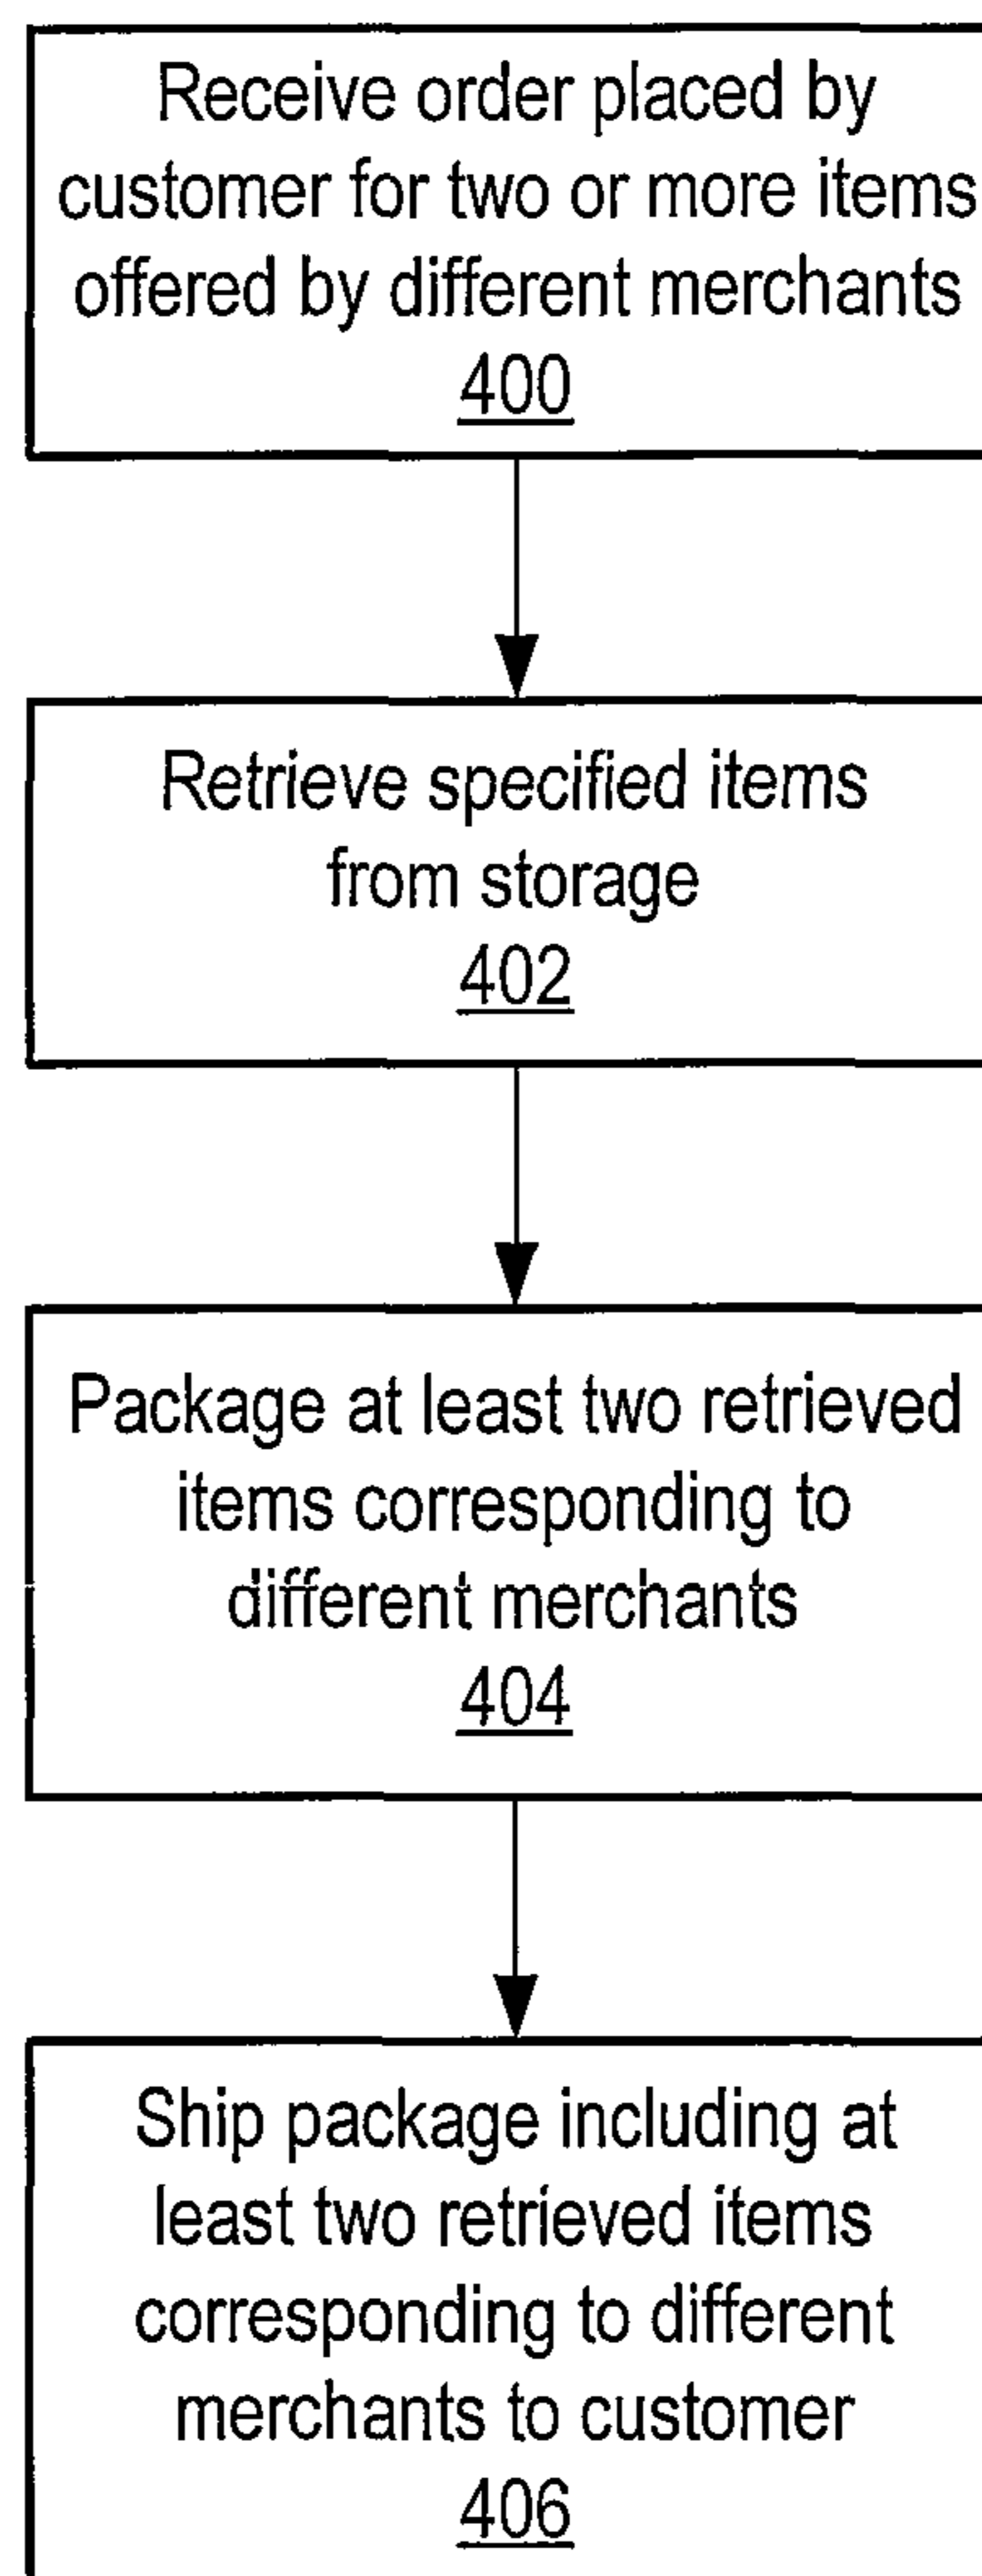 Receive order placed by
customer for two or more items
offered by different merchants
400
Retrieve specified items
from storage
402
Package at least two retrieved
items corresponding to
different merchants
404
Ship package including at
least two retrieved items
corresponding to different
merchants to customer
406